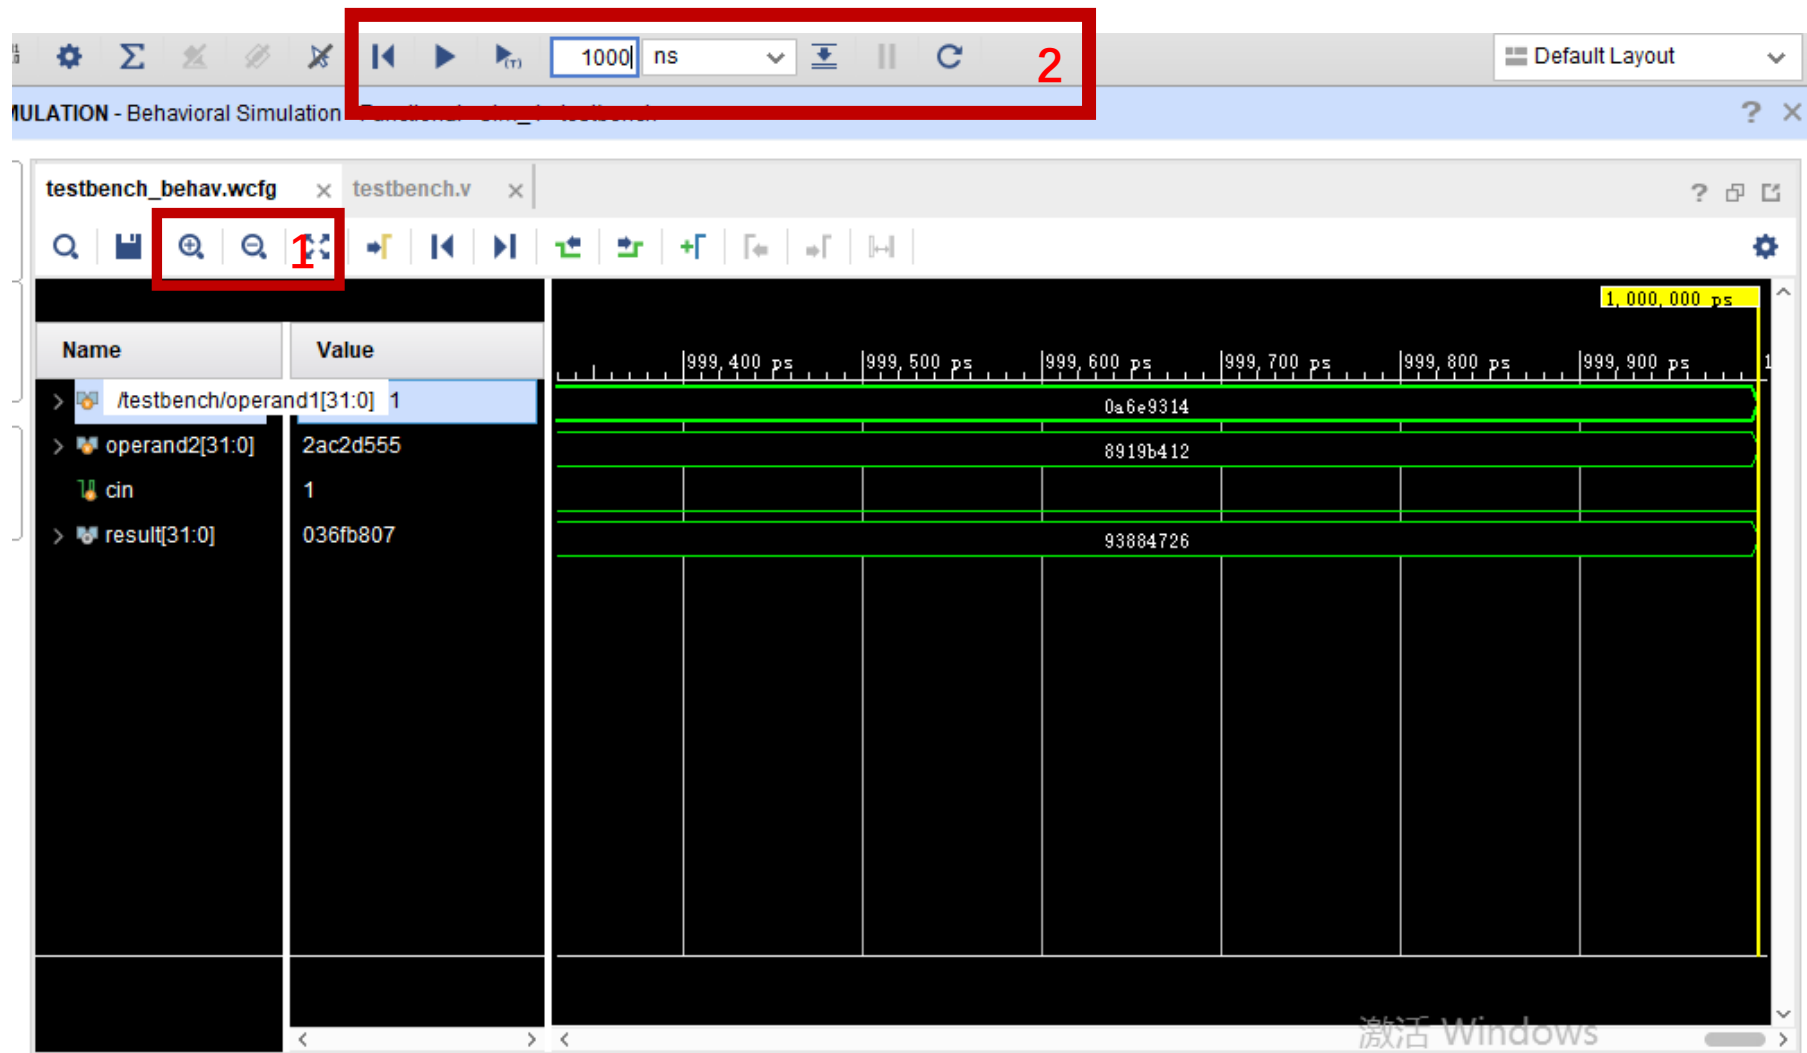 1000 ns
2
Default Layout
ULATION - Behavioral Simulation
testbench_behav.wcfg
testbench.v
1
1,000,000 ps
Name Value
999,400 ps 999,500 ps 999,600 ps 999,700 ps 999,800 ps 999,900 ps 1
/testbench/operand1[31:0] 1 0a6e9314
operand2[31:0] 2ac2d555 8919b412
cin 1
result[31:0] 036fb807 93884726
激活 Windows